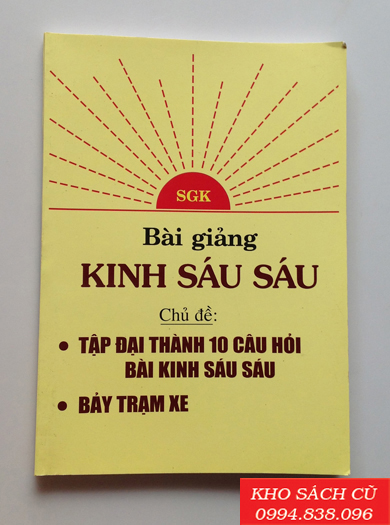 SGK
Bài giảng
KINH SÁU SÁU
Chủ đề:
• TẬP ĐẠI THÀNH 10 CÂU HỎI
BÀI KINH SÁU SÁU
• BẢY TRẠM XE
KHO SÁCH CŨ
0994.838.096